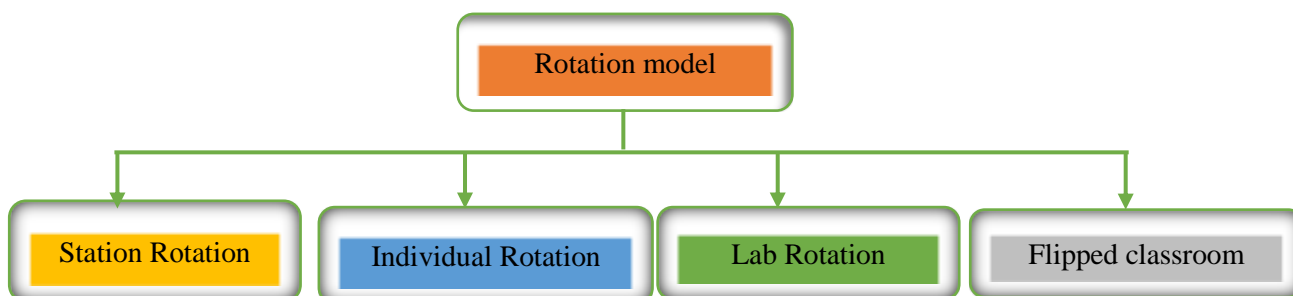 Rotation model
Station Rotation
Individual Rotation
Lab Rotation
Flipped classroom